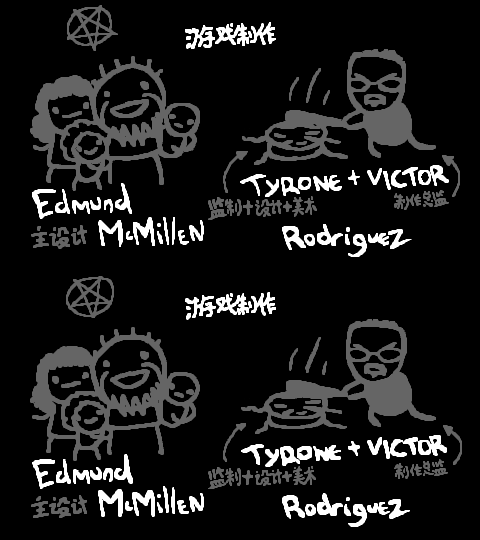 游戏制作
TYRONE + VICTOR
Edmund
监制+设计+美术
制作总监
主设计 McMillEN
RodriguEZ
游戏制作
TYRONE + VICTOR
Edmund
监制+设计+美术
制作总监
主设计 McMillEN
RodriguEZ